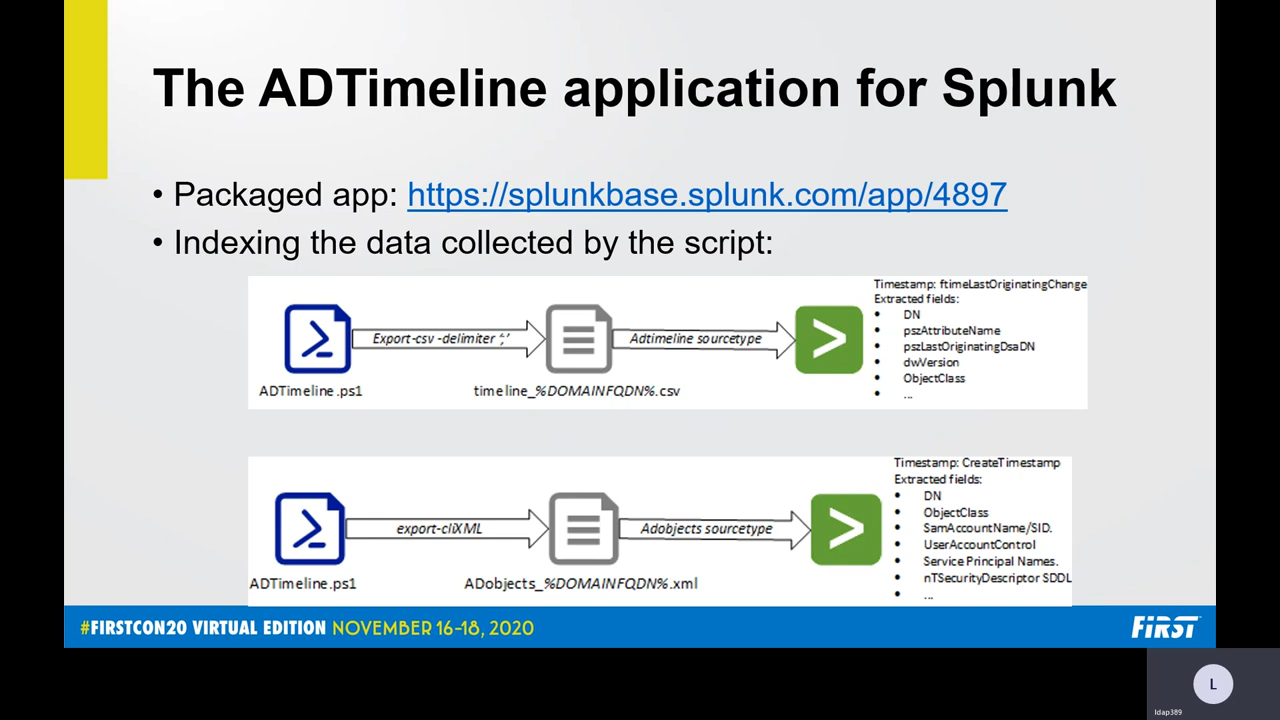 The ADTimeline application for Splunk
• Packaged app: https://splunkbase.splunk.com/app/4897
• Indexing the data collected by the script:
Export-csv -delimiter ‘;’
Adtimeline sourcetype
>
ADTimeline.ps1
timeline_%DOMAINFQDN%.csv
Timestamp: ftimeLastOriginatingChange
Extracted fields:
• DN
• pszAttributeName
• pszLastOriginatingDsaDN
• dwVersion
• ObjectClass
• ...
export-cliXML
Adobjects sourcetype
>
ADTimeline.ps1
ADobjects_%DOMAINFQDN%.xml
Timestamp: CreateTimestamp
Extracted fields:
• DN
• ObjectClass
• SamAccountName/SID.
• UserAccountControl
• Service Principal Names.
• nTSecurityDescriptor SDDL
• ...
#FIRSTCON20 VIRTUAL EDITION NOVEMBER 16-18, 2020
FiRST
L
ldap389